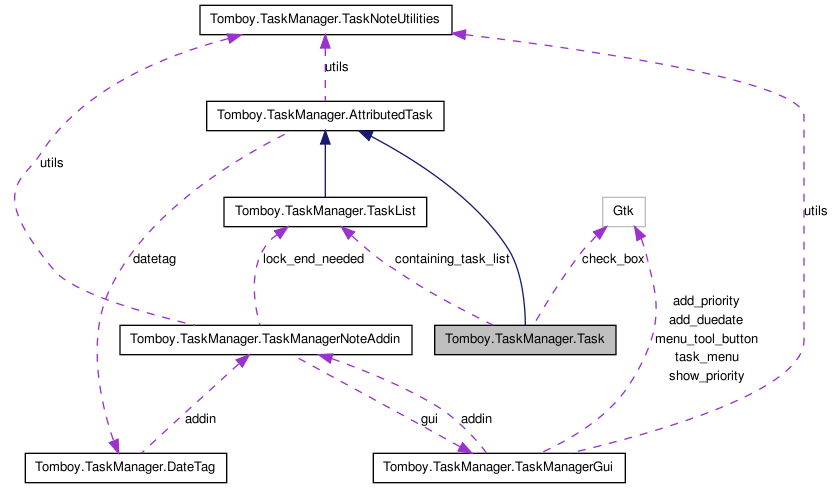 Tomboy.TaskManager.TaskNoteUtilities
utils
Tomboy.TaskManager.AttributedTask
utils
Tomboy.TaskManager.TaskList
Gtk
utils
datetag
lock_end_needed
containing_task_list
check_box
add_priority
add_duedate
menu_tool_button
task_menu
show_priority
Tomboy.TaskManager.TaskManagerNoteAddin
Tomboy.TaskManager.Task
addin
gui
addin
Tomboy.TaskManager.DateTag
Tomboy.TaskManager.TaskManagerGui